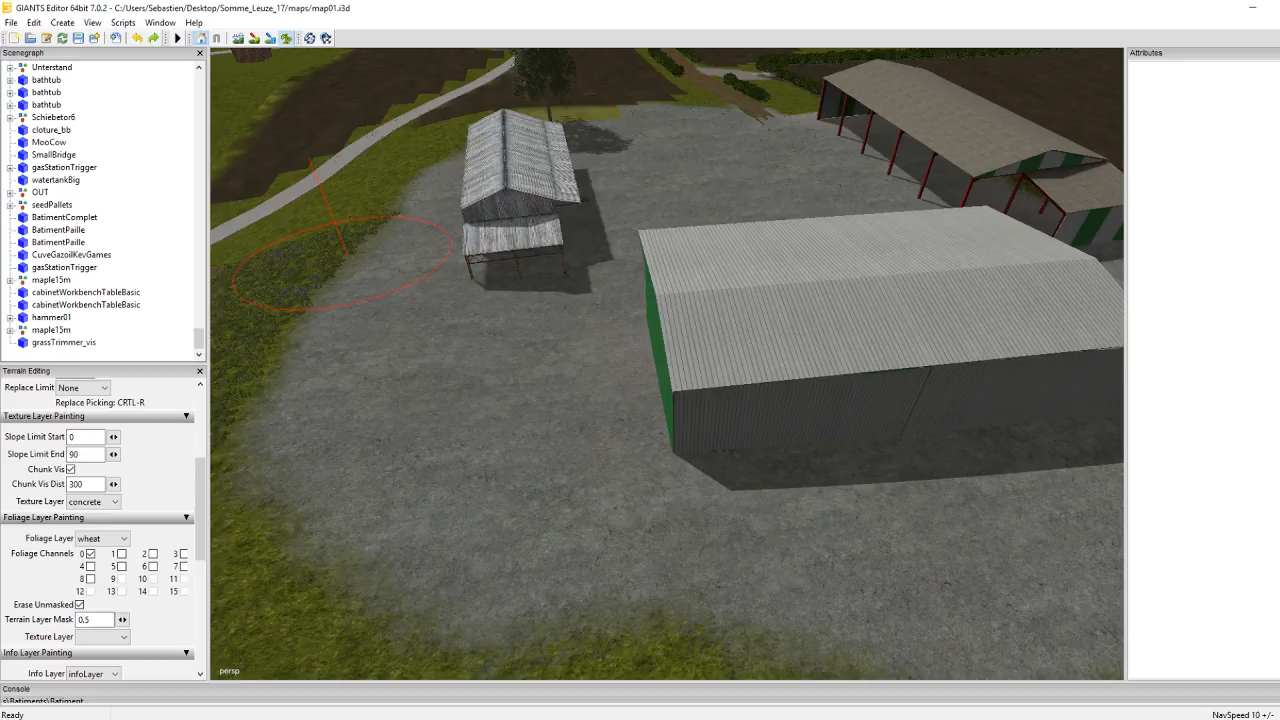 GIANTS Editor 64bit 7.0.2 - C:/Users/Sebastien/Desktop/Somme_Leuze_17/maps/map01.i3d
File Edit Create View Scripts Window Help
Scenegraph
Unterstand
bathtub
bathtub
bathtub
Schiebetor6
cloture_bb
MooCow
SmallBridge
gasStationTrigger
watertankBig
OUT
seedPallets
BatimentComplet
BatimentPaille
BatimentPaille
CuveGazoilKevGames
gasStationTrigger
maple15m
cabinetWorkbenchTableBasic
cabinetWorkbenchTableBasic
hammer01
maple15m
grassTrimmer_vis
Terrain Editing
Replace Limit None
Replace Picking: CRTL-R
Texture Layer Painting
Slope Limit Start 0
Slope Limit End 90
Chunk Vis
Chunk Vis Dist 300
Texture Layer concrete
Foliage Layer Painting
Foliage Layer wheat
Foliage Channels 0 1 2 3
4 5 6 7
8 9 10 11
12 13 14 15
Erase Unmasked
Terrain Layer Mask 0.5
Texture Layer
Info Layer Painting
Info Layer infoLayer
persp
Attributes
Console
s\Batiments\Batiment
Ready
NavSpeed 10 +/-